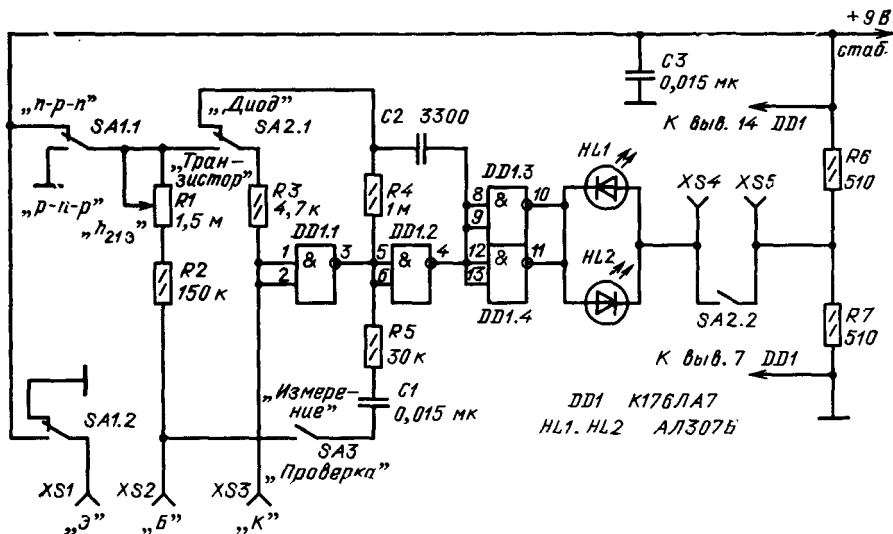 +9 В
стаб.
C3
0,015 мк
„n-p-n”
SA1.1
„Диод”
SA2.1
C2 3300
К выв. 14 DD1
„Тран-
зистор”
„p-n-p”
R1
1,5 м
„h21Э”
R3
4,7к
R4
1м
DD1.3
8
9
&
10
HL1
XS4
XS5
R6
510
DD1.1
1
2
&
3
DD1.2
5
6
&
4
12
13
&
11
DD1.4
HL2
SA2.2
R2
150 к
R5
30 к
R7
510
К выв. 7 DD1
„Измере-
ние”
C1
0,015 мк
SA1.2
SA3
„Проверка”
DD1 К176ЛА7
HL1. HL2 АЛ307Б
XS1
XS2
XS3
„Э”
„Б”
„К”